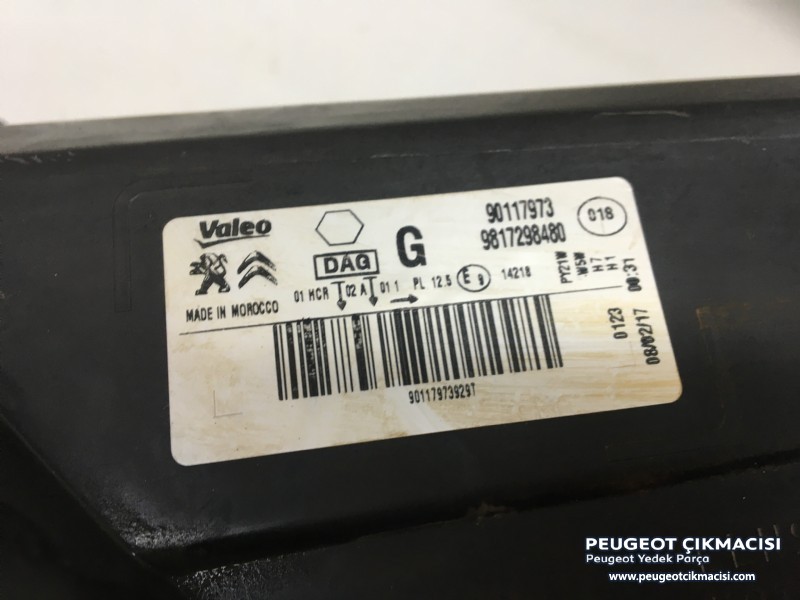 Valeo
DAG
G
90117973
9817298480
018
MADE IN MOROCCO
01 HCR 02 A 01 1 PL 12.5 E9 14218
PY21W
W5W
H7
H1
0123
08/02/17 00:31
90117973929T
PEUGEOT ÇIKMACISI
Peugeot Yedek Parça
www.peugeotcikmacisi.com